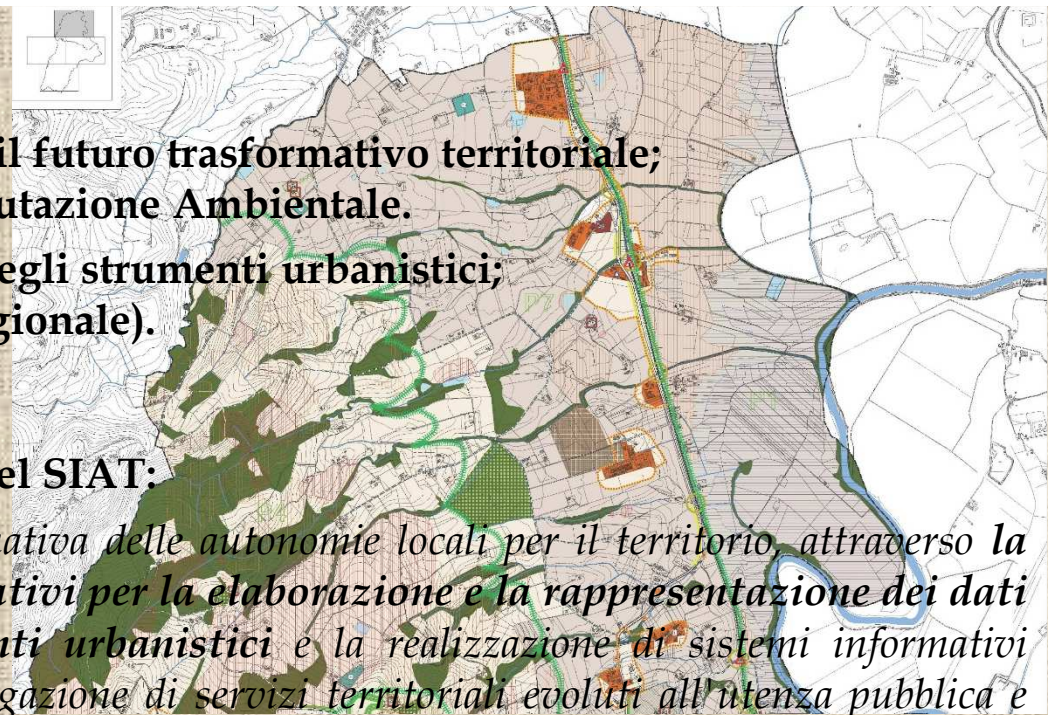 il futuro trasformativo territoriale;
utazione Ambientale.
egli strumenti urbanistici;
gionale).
el SIAT:
ativa delle autonomie locali per il territorio, attraverso la
ativi per la elaborazione e la rappresentazione dei dati
nti urbanistici e la realizzazione di sistemi informativi
gazione di servizi territoriali evoluti all'utenza pubblica e